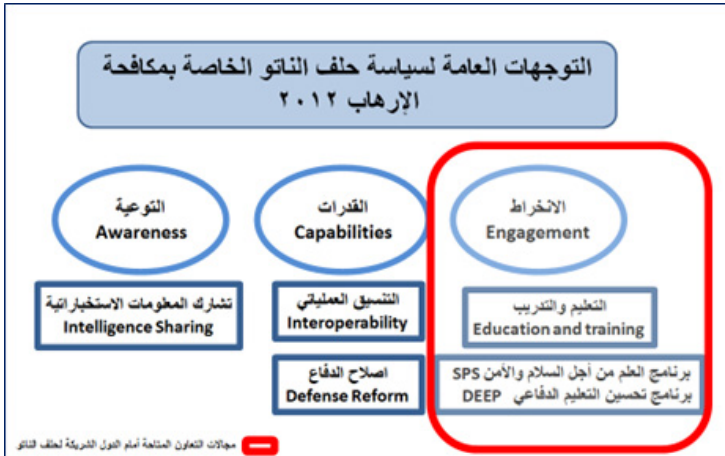 التوجهات العامة لسياسة حلف الناتو الخاصة بمكافحة
الإرهاب ٢٠١٢
الانخراط
Engagement
التعليم والتدريب
Education and training
برنامج العلم من أجل السلام والأمن SPS
برنامج تحسين التعليم الدفاعي DEEP
القدرات
Capabilities
التنسيق العملياتي
Interoperability
اصلاح الدفاع
Defense Reform
التوعية
Awareness
تشارك المعلومات الاستخباراتية
Intelligence Sharing
مجالات التعاون المتاحة أمام الدول الشريكة لحلف الناتو